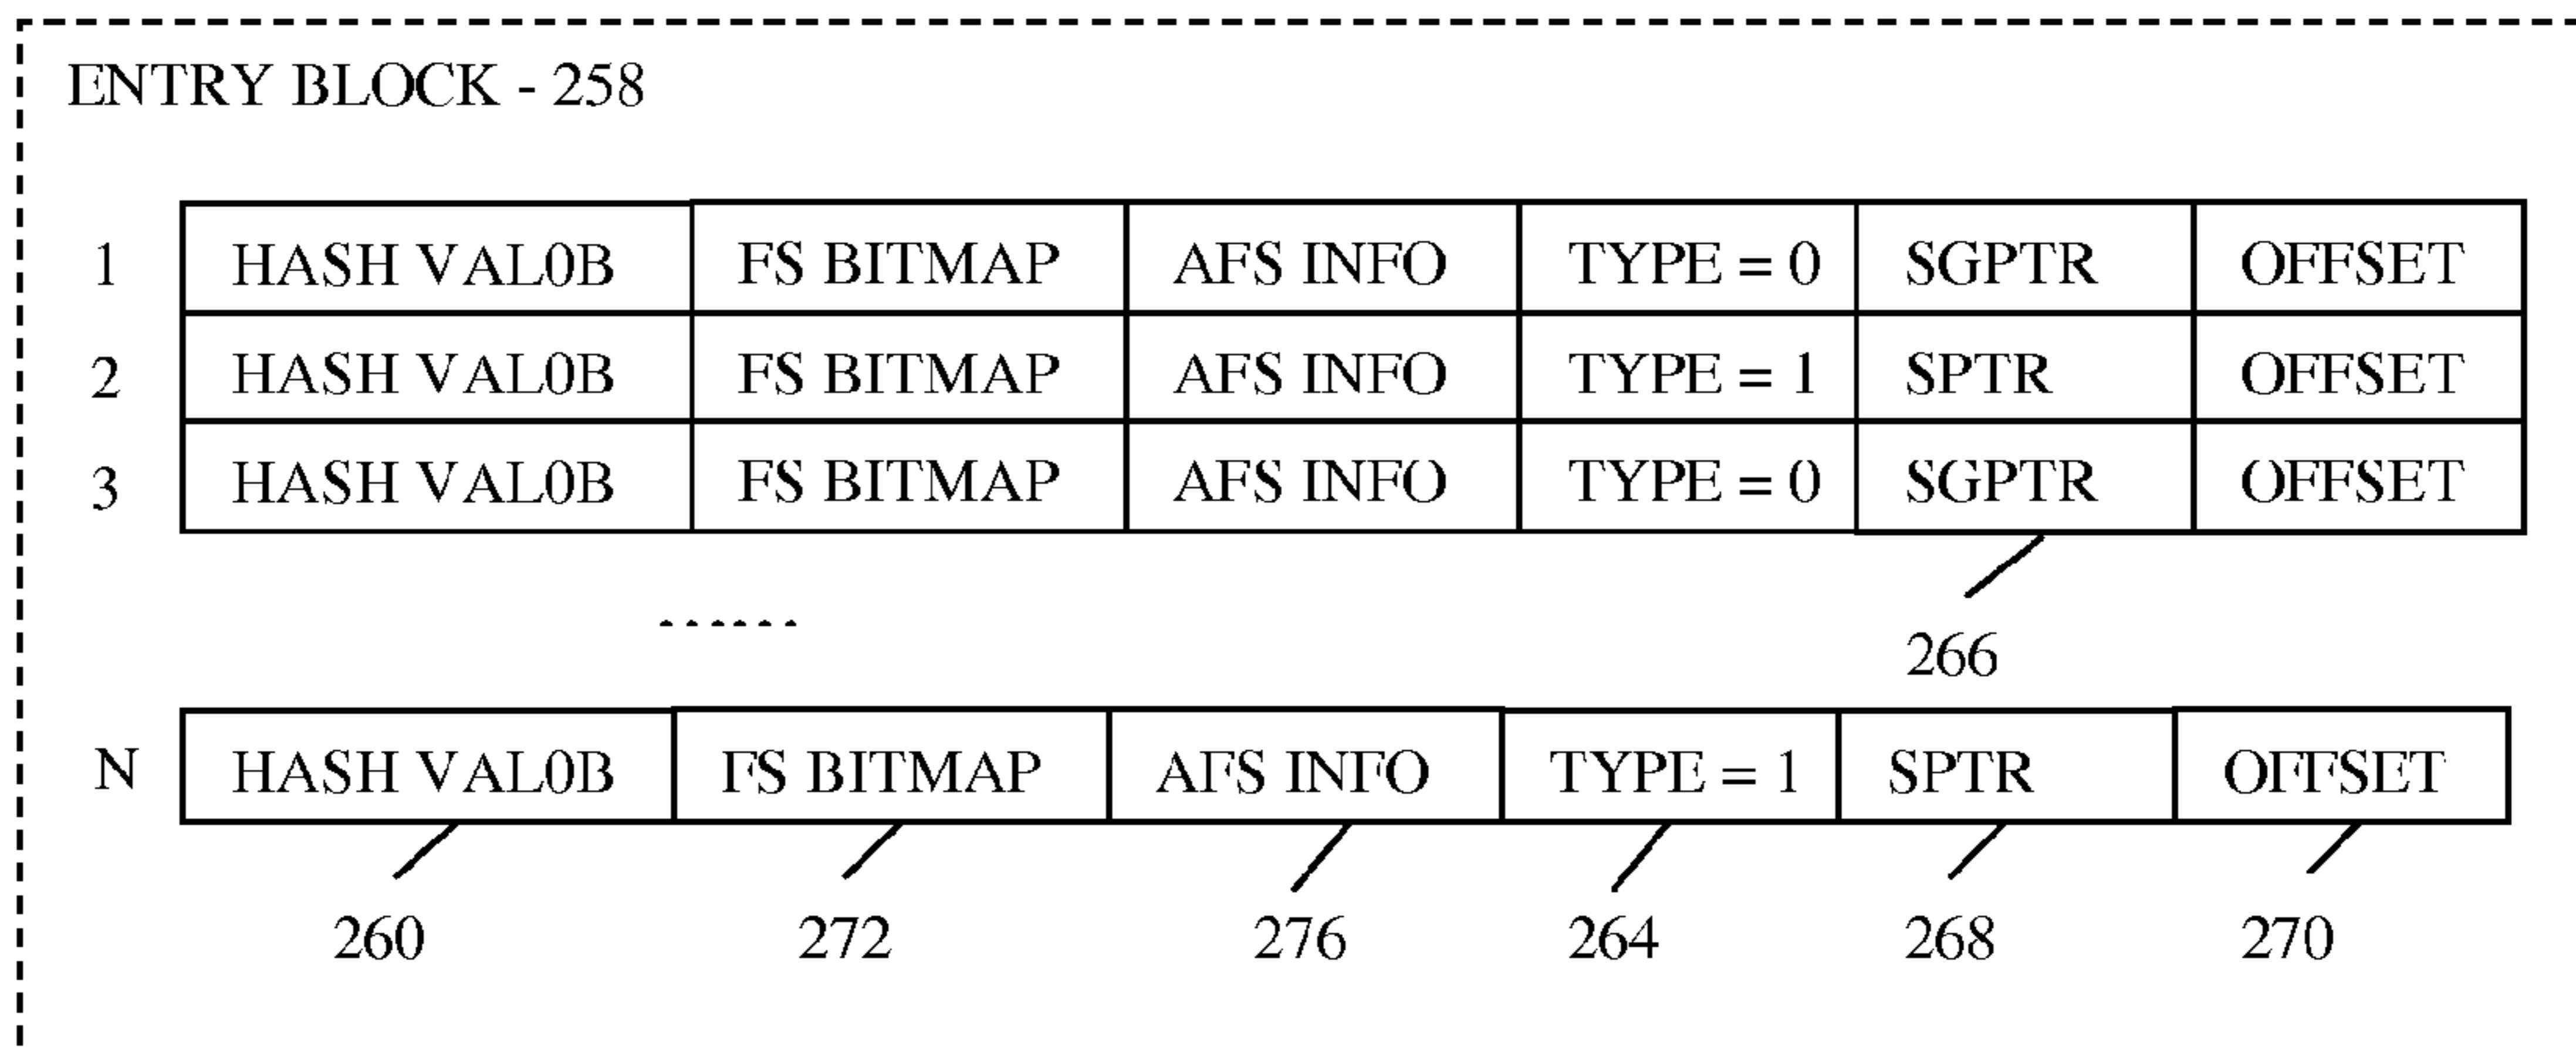 ENTRY BLOCK - 258
1 HASH VAL0B FS BITMAP AFS INFO TYPE = 0 SGPTR OFFSET
2 HASH VAL0B FS BITMAP AFS INFO TYPE = 1 SPTR OFFSET
3 HASH VAL0B FS BITMAP AFS INFO TYPE = 0 SGPTR OFFSET
......
266
N HASH VAL0B FS BITMAP AFS INFO TYPE = 1 SPTR OFFSET
260 272 276 264 268 270